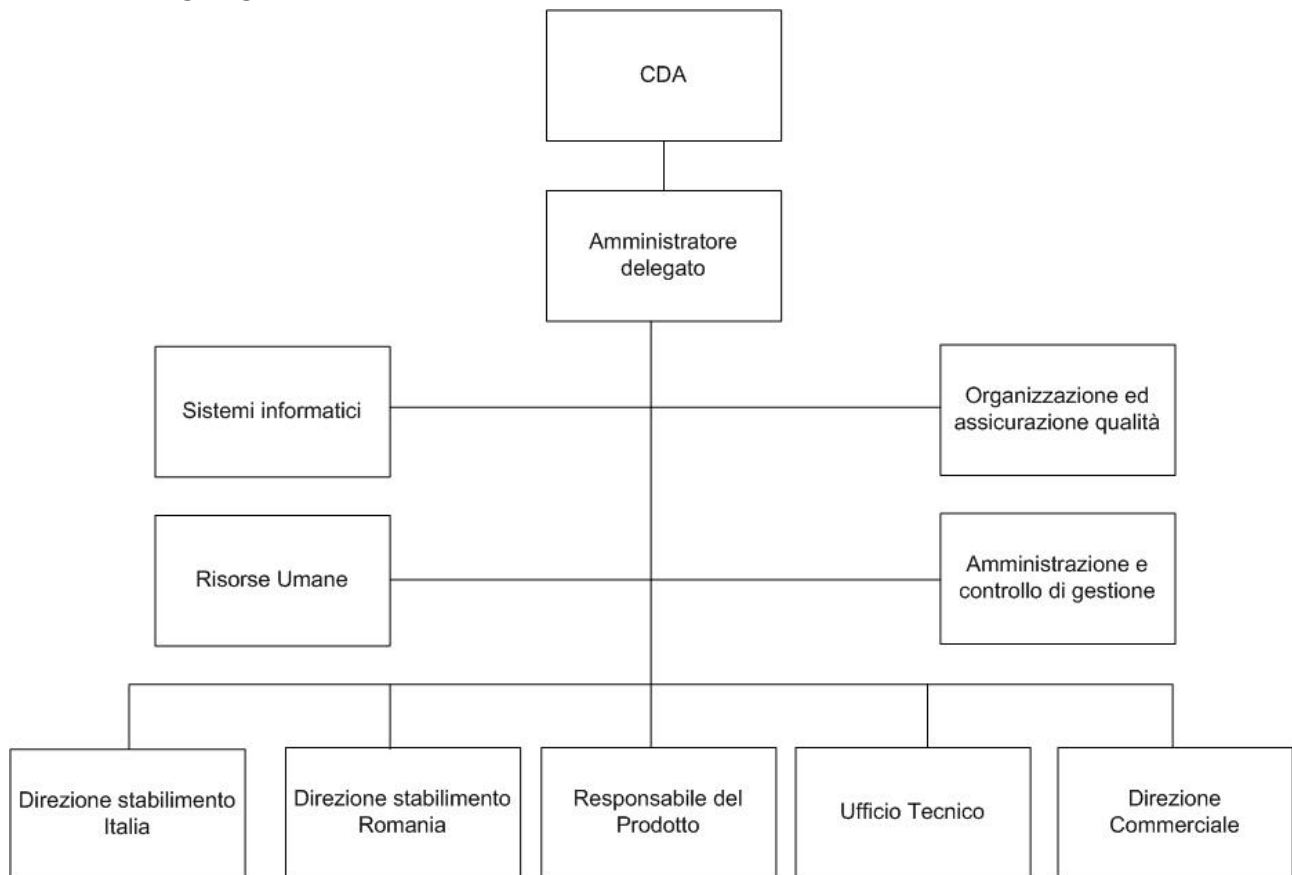 CDA
Amministratore
delegato
Sistemi informatici
Organizzazione ed
assicurazione qualità
Risorse Umane
Amministrazione e
controllo di gestione
Direzione stabilimento
Italia
Direzione stabilimento
Romania
Responsabile del
Prodotto
Ufficio Tecnico
Direzione
Commerciale